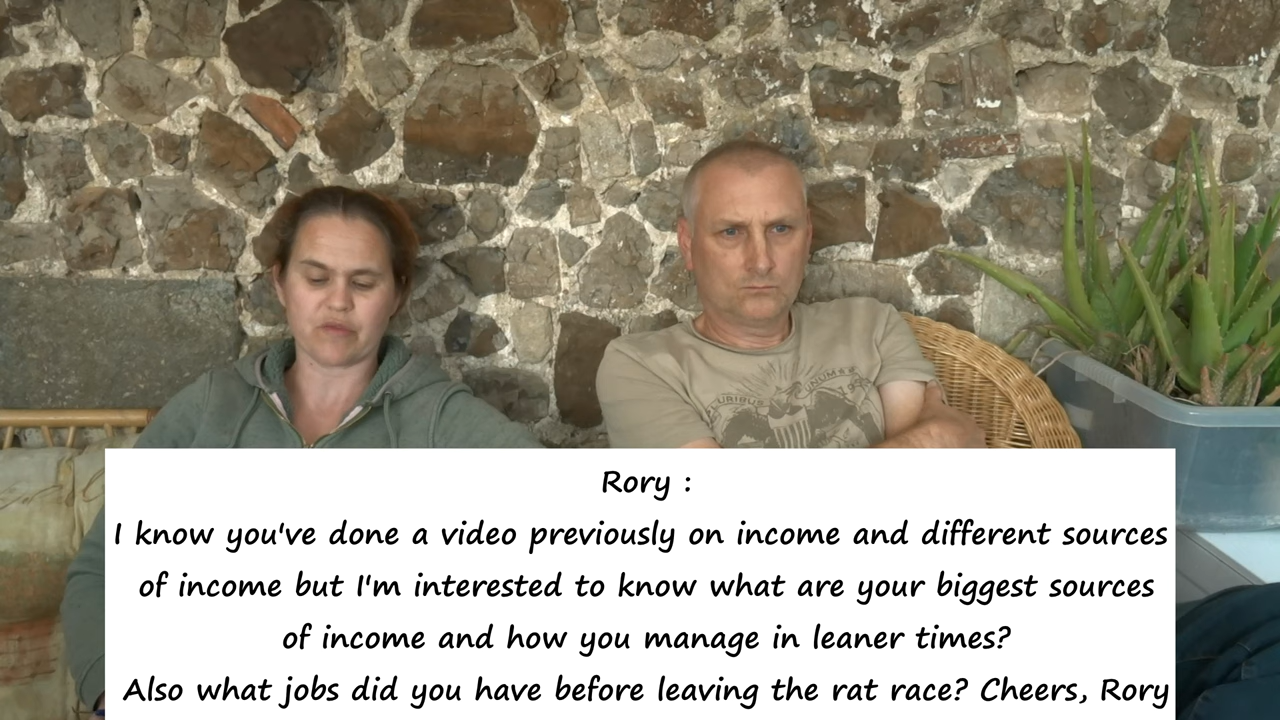 PLURIBUS UNUM
Rory :
I know you've done a video previously on income and different sources
of income but I'm interested to know what are your biggest sources
of income and how you manage in leaner times?
Also what jobs did you have before leaving the rat race? Cheers, Rory